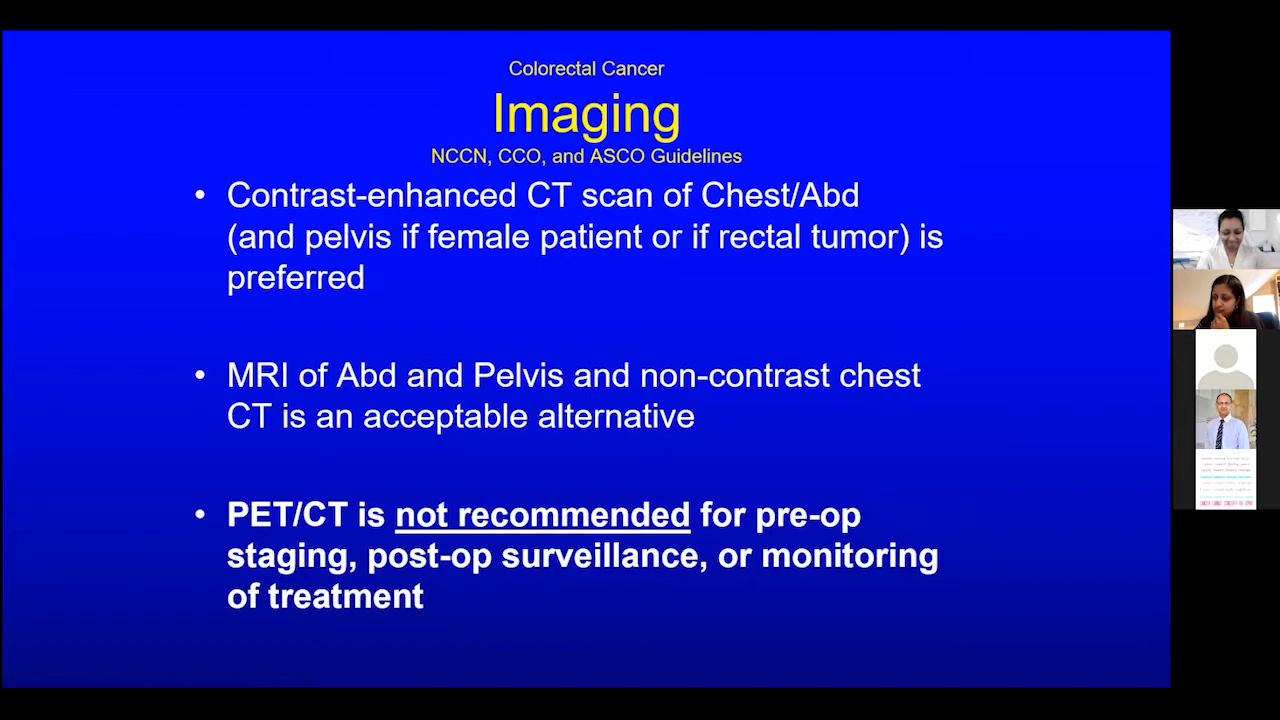 Colorectal Cancer
Imaging
NCCN, CCO, and ASCO Guidelines
• Contrast-enhanced CT scan of Chest/Abd
(and pelvis if female patient or if rectal tumor) is
preferred
• MRI of Abd and Pelvis and non-contrast chest
CT is an acceptable alternative
• PET/CT is not recommended for pre-op
staging, post-op surveillance, or monitoring
of treatment